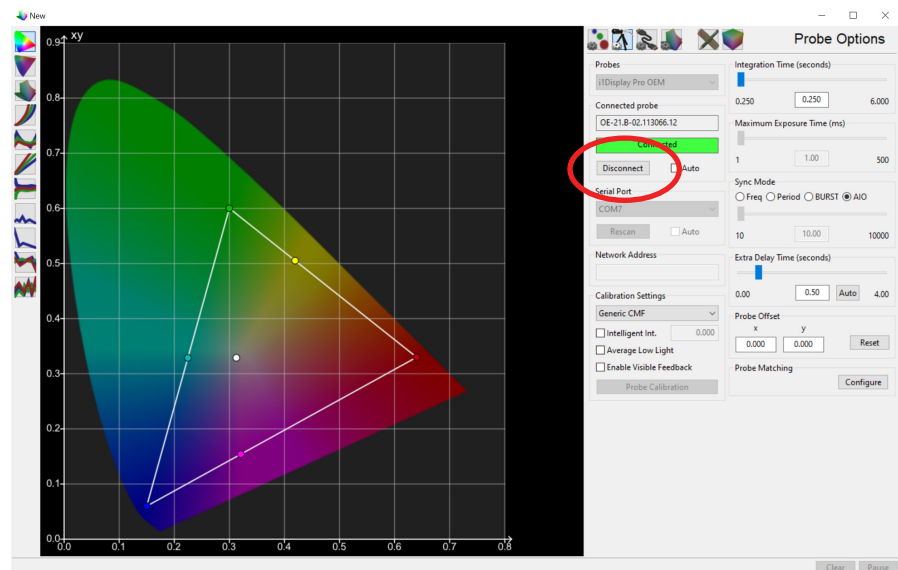 New
xy
0.9
0.8
0.7
0.6
0.5
0.4
0.3
0.2
0.1
0.0
0.0 0.1 0.2 0.3 0.4 0.5 0.6 0.7 0.8
Probe Options
Probes
i1Display Pro OEM
Connected probe
OE-21.B-02.113066.12
Connected
Disconnect Auto
Serial Port
COM7
Rescan Auto
Network Address
Calibration Settings
Generic CMF
Intelligent Int. 0.000
Average Low Light
Enable Visible Feedback
Probe Calibration
Integration Time (seconds)
0.250 0.250 6.000
Maximum Exposure Time (ms)
1 1.00 500
Sync Mode
Freq Period BURST AIO
10 10.00 10000
Extra Delay Time (seconds)
0.00 0.50 Auto 4.00
Probe Offset
x y
0.000 0.000 Reset
Probe Matching
Configure
Clear Pause